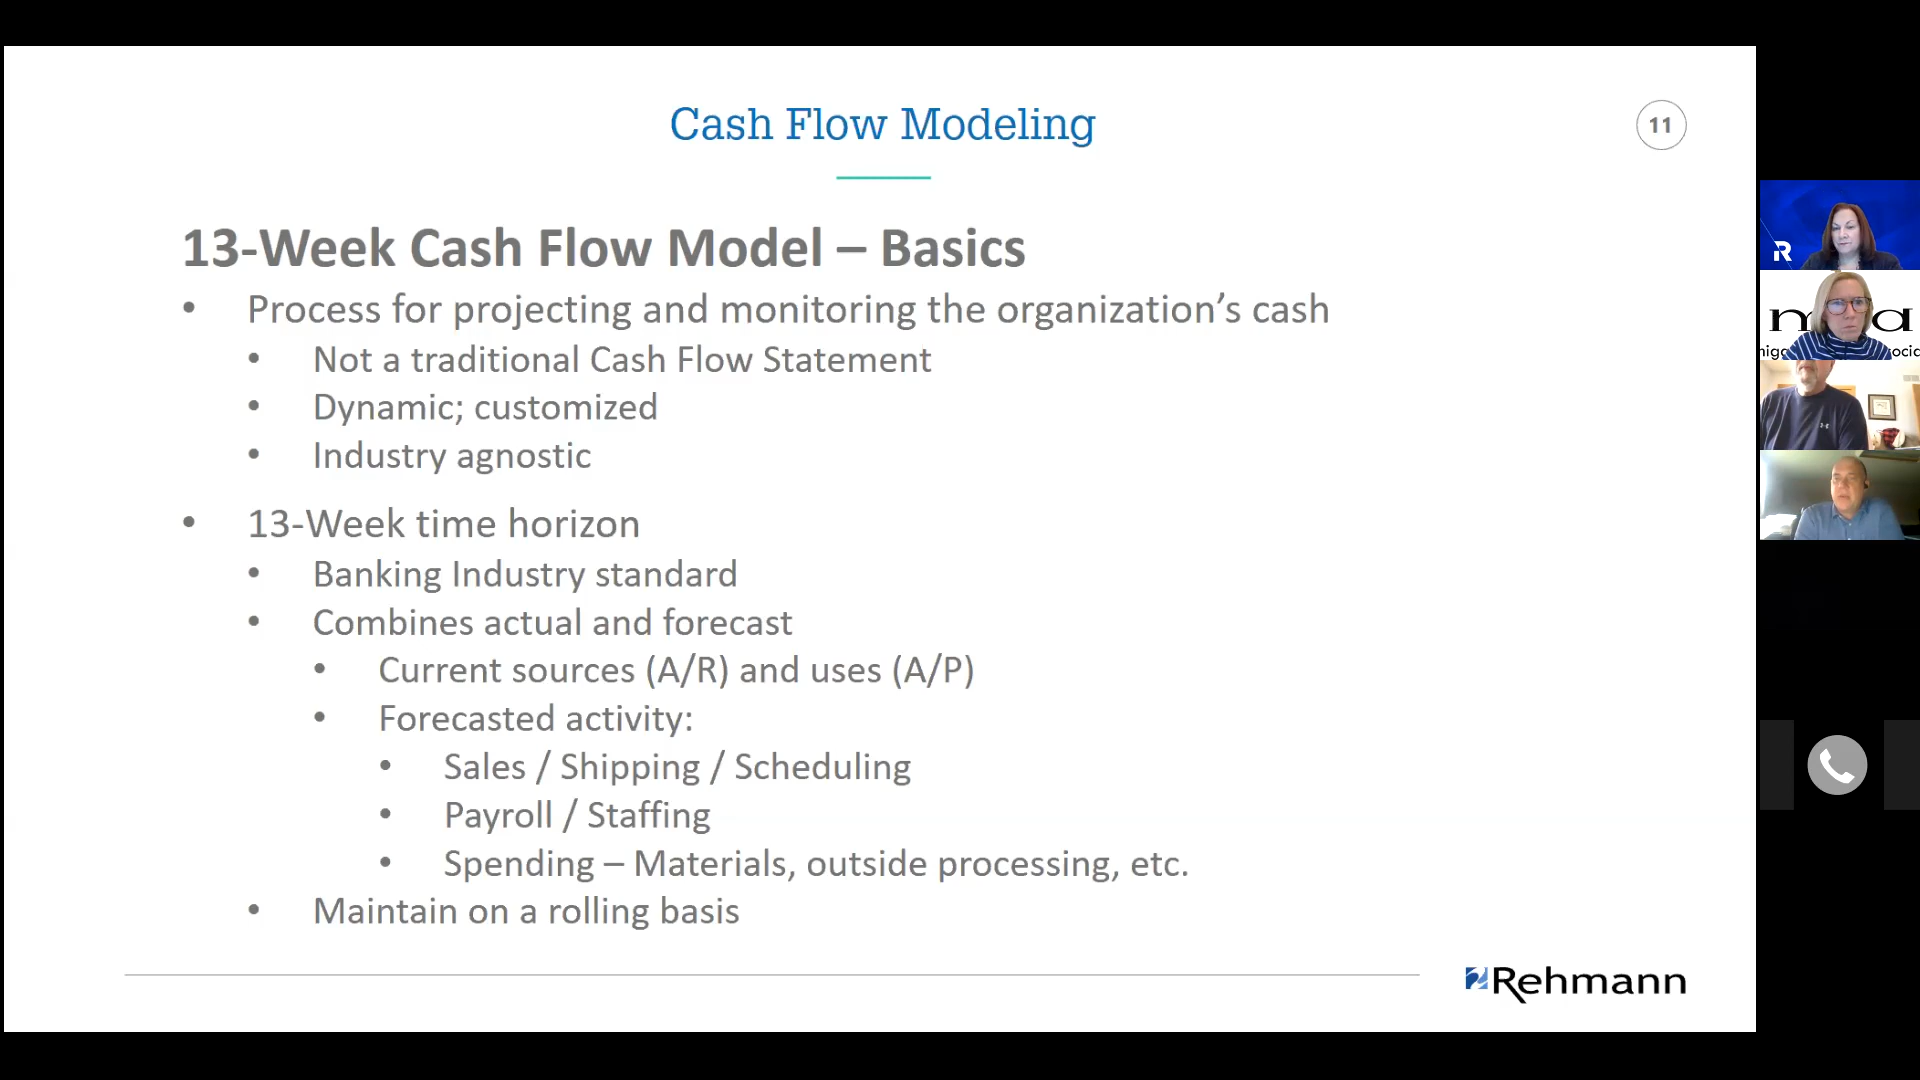 Cash Flow Modeling
11
13-Week Cash Flow Model – Basics
• Process for projecting and monitoring the organization’s cash
• Not a traditional Cash Flow Statement
• Dynamic; customized
• Industry agnostic
• 13-Week time horizon
• Banking Industry standard
• Combines actual and forecast
• Current sources (A/R) and uses (A/P)
• Forecasted activity:
• Sales / Shipping / Scheduling
• Payroll / Staffing
• Spending – Materials, outside processing, etc.
• Maintain on a rolling basis
Rehmann
R